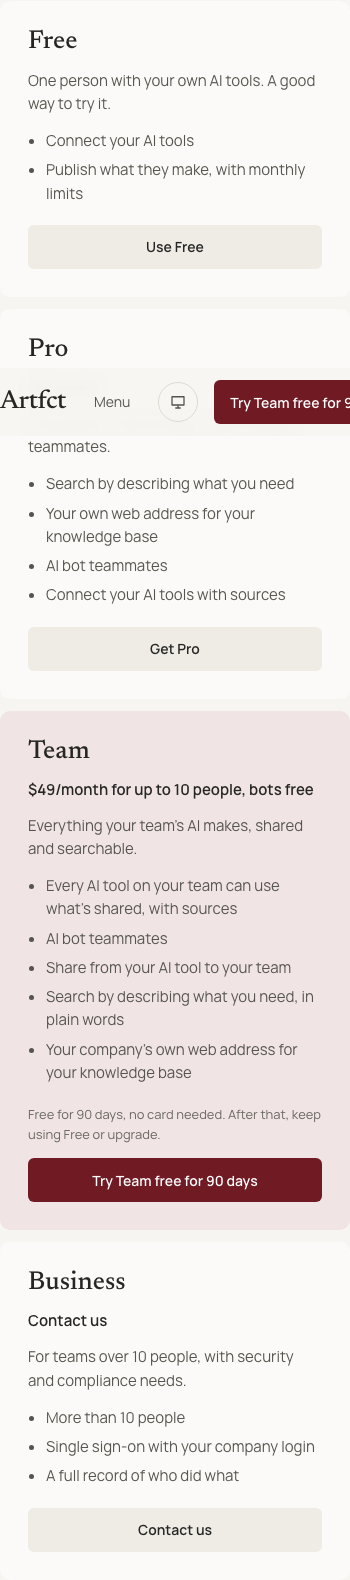 Free
One person with your own AI tools. A good
way to try it.
• Connect your AI tools
• Publish what they make, with monthly
limits
Use Free
Pro
Artfct
Menu
Try Team free for 9
teammates.
• Search by describing what you need
• Your own web address for your
knowledge base
• AI bot teammates
• Connect your AI tools with sources
Get Pro
Team
$49/month for up to 10 people, bots free
Everything your team's AI makes, shared
and searchable.
• Every AI tool on your team can use
what's shared, with sources
• AI bot teammates
• Share from your AI tool to your team
• Search by describing what you need, in
plain words
• Your company's own web address for
your knowledge base
Free for 90 days, no card needed. After that, keep
using Free or upgrade.
Try Team free for 90 days
Business
Contact us
For teams over 10 people, with security
and compliance needs.
• More than 10 people
• Single sign-on with your company login
• A full record of who did what
Contact us